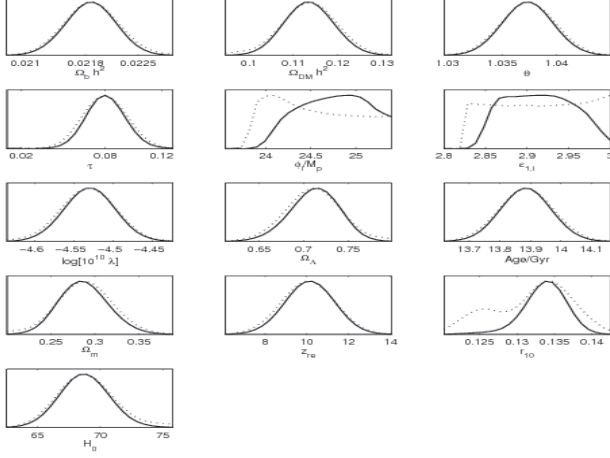 0.021 0.0218 0.0225
Ω_b h²
0.1 0.11 0.12 0.13
Ω_DM h²
1.03 1.035 1.04
θ
0.02 0.08 0.12
τ
24 24.5 25
ϕ_i/M_p
2.8 2.85 2.9 2.95 3
ε_1,i
−4.6 −4.55 −4.5 −4.45
log[10¹⁰ λ]
0.65 0.7 0.75
Ω_Λ
13.7 13.8 13.9 14 14.1
Age/Gyr
0.25 0.3 0.35
Ω_m
8 10 12 14
z_re
0.125 0.13 0.135 0.14
r_10
65 70 75
H_0